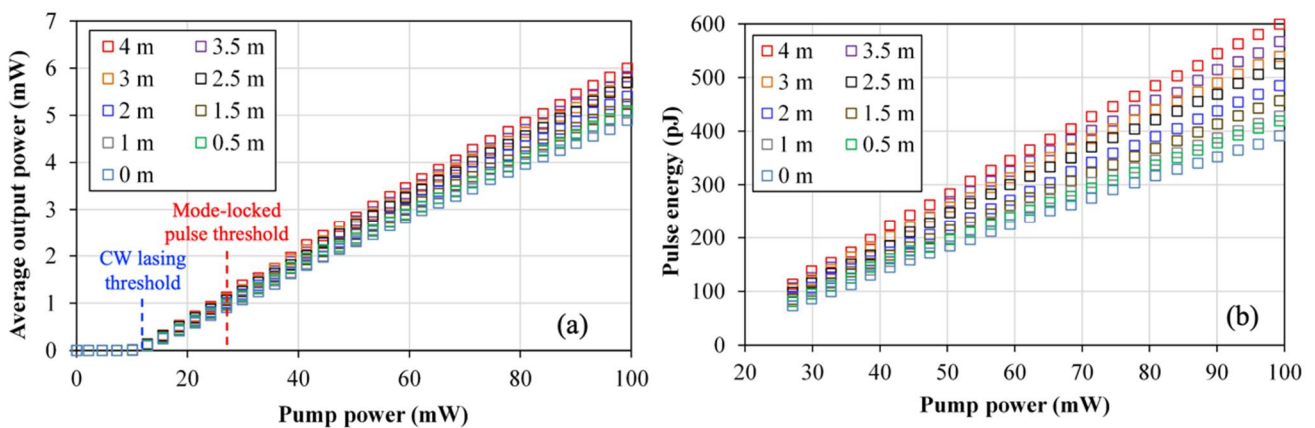 7
6
5
4
3
2
1
0
Average output power (mW)
4 m 3.5 m
3 m 2.5 m
2 m 1.5 m
1 m 0.5 m
0 m
Mode-locked
pulse threshold
CW lasing
threshold
(a)
0 20 40 60 80 100
Pump power (mW)
600
500
400
300
200
100
0
Pulse energy (pJ)
4 m 3.5 m
3 m 2.5 m
2 m 1.5 m
1 m 0.5 m
0 m
(b)
20 30 40 50 60 70 80 90 100
Pump power (mW)